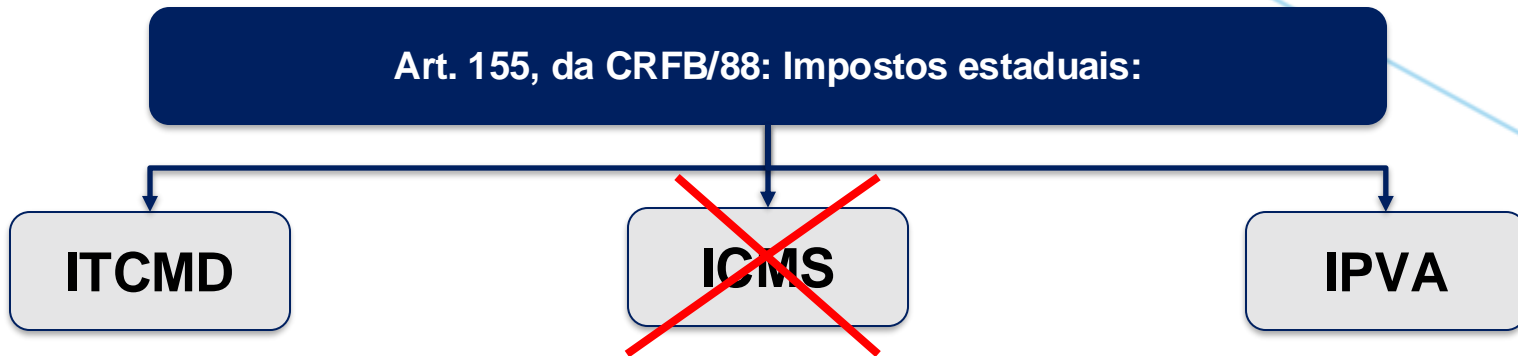 Art. 155, da CRFB/88: Impostos estaduais:
ITCMD
ICMS
IPVA